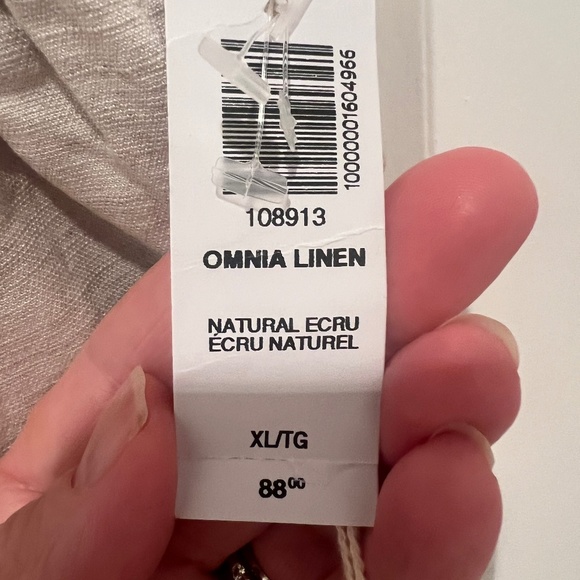 10000001604966
108913
OMNIA LINEN
NATURAL ECRU
ÉCRU NATUREL
XL/TG
88⁰⁰